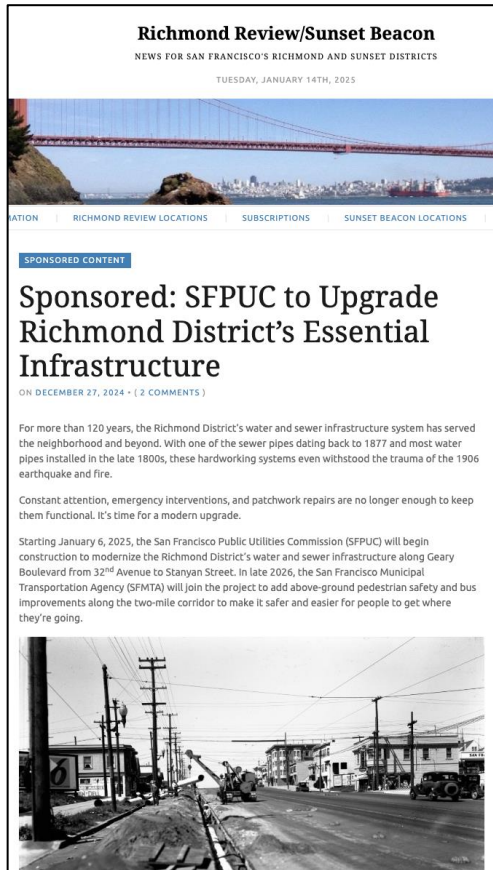 Richmond Review/Sunset Beacon
NEWS FOR SAN FRANCISCO'S RICHMOND AND SUNSET DISTRICTS
TUESDAY, JANUARY 14TH, 2025
MATION
RICHMOND REVIEW LOCATIONS
SUBSCRIPTIONS
SUNSET BEACON LOCATIONS
SPONSORED CONTENT
Sponsored: SFPUC to Upgrade
Richmond District's Essential
Infrastructure
ON DECEMBER 27, 2024 • ( 2 COMMENTS )
For more than 120 years, the Richmond District's water and sewer infrastructure system has served
the neighborhood and beyond. With one of the sewer pipes dating back to 1877 and most water
pipes installed in the late 1800s, these hardworking systems even withstood the trauma of the 1906
earthquake and fire.
Constant attention, emergency interventions, and patchwork repairs are no longer enough to keep
them functional. It's time for a modern upgrade.
Starting January 6, 2025, the San Francisco Public Utilities Commission (SFPUC) will begin
construction to modernize the Richmond District's water and sewer infrastructure along Geary
Boulevard from 32nd Avenue to Stanyan Street. In late 2026, the San Francisco Municipal
Transportation Agency (SFMTA) will join the project to add above-ground pedestrian safety and bus
improvements along the two-mile corridor to make it safer and easier for people to get where
they're going.